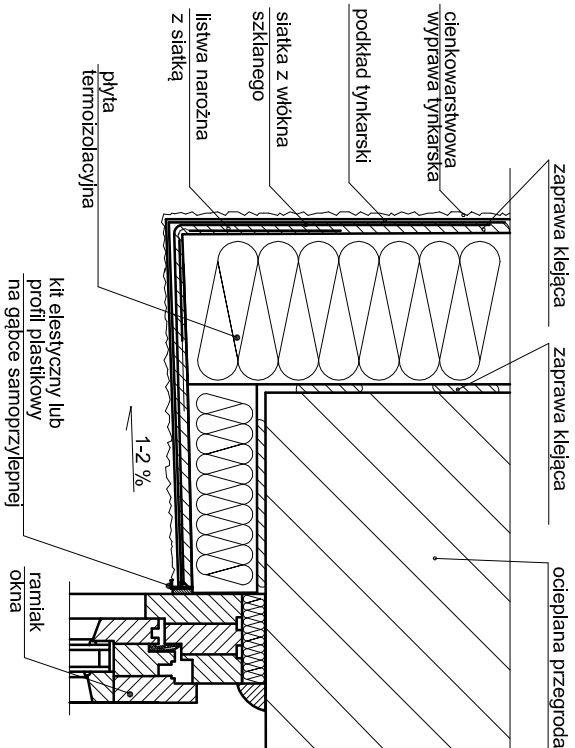 cienkowarstwowa
wyprawa tynkarska
podkład tynkarski
siatka z włókna
szklanego
listwa narożna
z siatką
płyta
termoizolacyjna
zaprawa klejąca
zaprawa klejąca
ocieplana przegroda
kit elestyczny lub
profil plastikowy
na gąbce samoprzylepnej
1-2 %
ramiak
okna